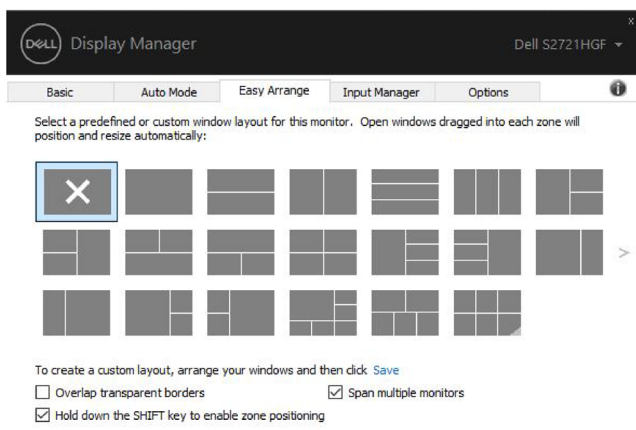 x
DELL Display Manager Dell S2721HGF
Basic Auto Mode Easy Arrange Input Manager Options i
Select a predefined or custom window layout for this monitor. Open windows dragged into each zone will
position and resize automatically:
>
To create a custom layout, arrange your windows and then click Save
Overlap transparent borders Span multiple monitors
Hold down the SHIFT key to enable zone positioning